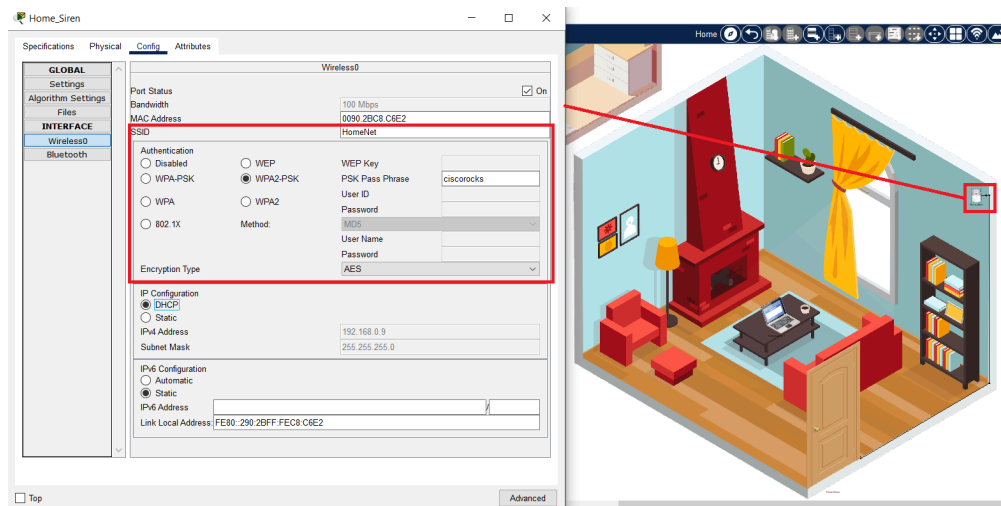 Home_Siren
Specifications Physical Config Attributes
GLOBAL
Settings
Algorithm Settings
Files
INTERFACE
Wireless0
Bluetooth
Wireless0
Port Status On
Bandwidth 100 Mbps
MAC Address 0090.2BC8.C6E2
SSID HomeNet
Authentication
Disabled WEP WEP Key
WPA-PSK WPA2-PSK PSK Pass Phrase ciscorocks
User ID
WPA WPA2 Password
802.1X Method: MD5
User Name
Password
Encryption Type AES
IP Configuration
DHCP
Static
IPv4 Address 192.168.0.9
Subnet Mask 255.255.255.0
IPv6 Configuration
Automatic
Static
IPv6 Address /
Link Local Address: FE80::290:2BFF:FEC8:C6E2
Top Advanced
Home